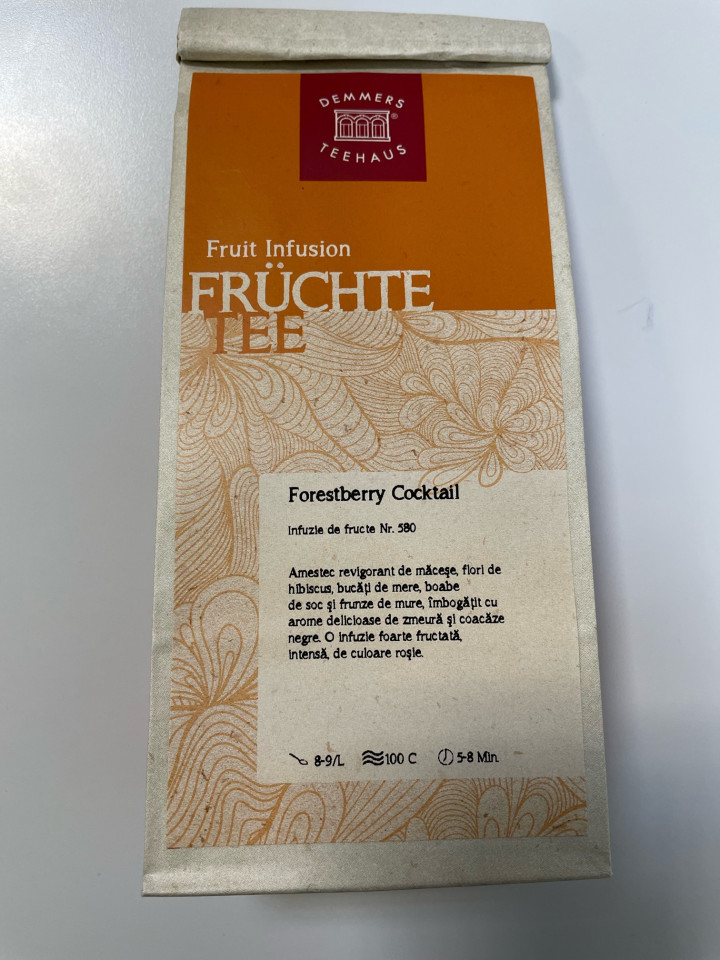 DEMMERS
®
TEEHAUS
Fruit Infusion
FRÜCHTE
TEE
Forestberry Cocktail
Infuzie de fructe Nr. 580
Amestec revigorant de măceșe, flori de
hibiscus, bucăți de mere, boabe
de soc și frunze de mure, îmbogățit cu
arome delicioase de zmeură și coacăze
negre. O infuzie foarte fructată,
intensă, de culoare roșie.
8-9/L 100 C 5-8 Min.